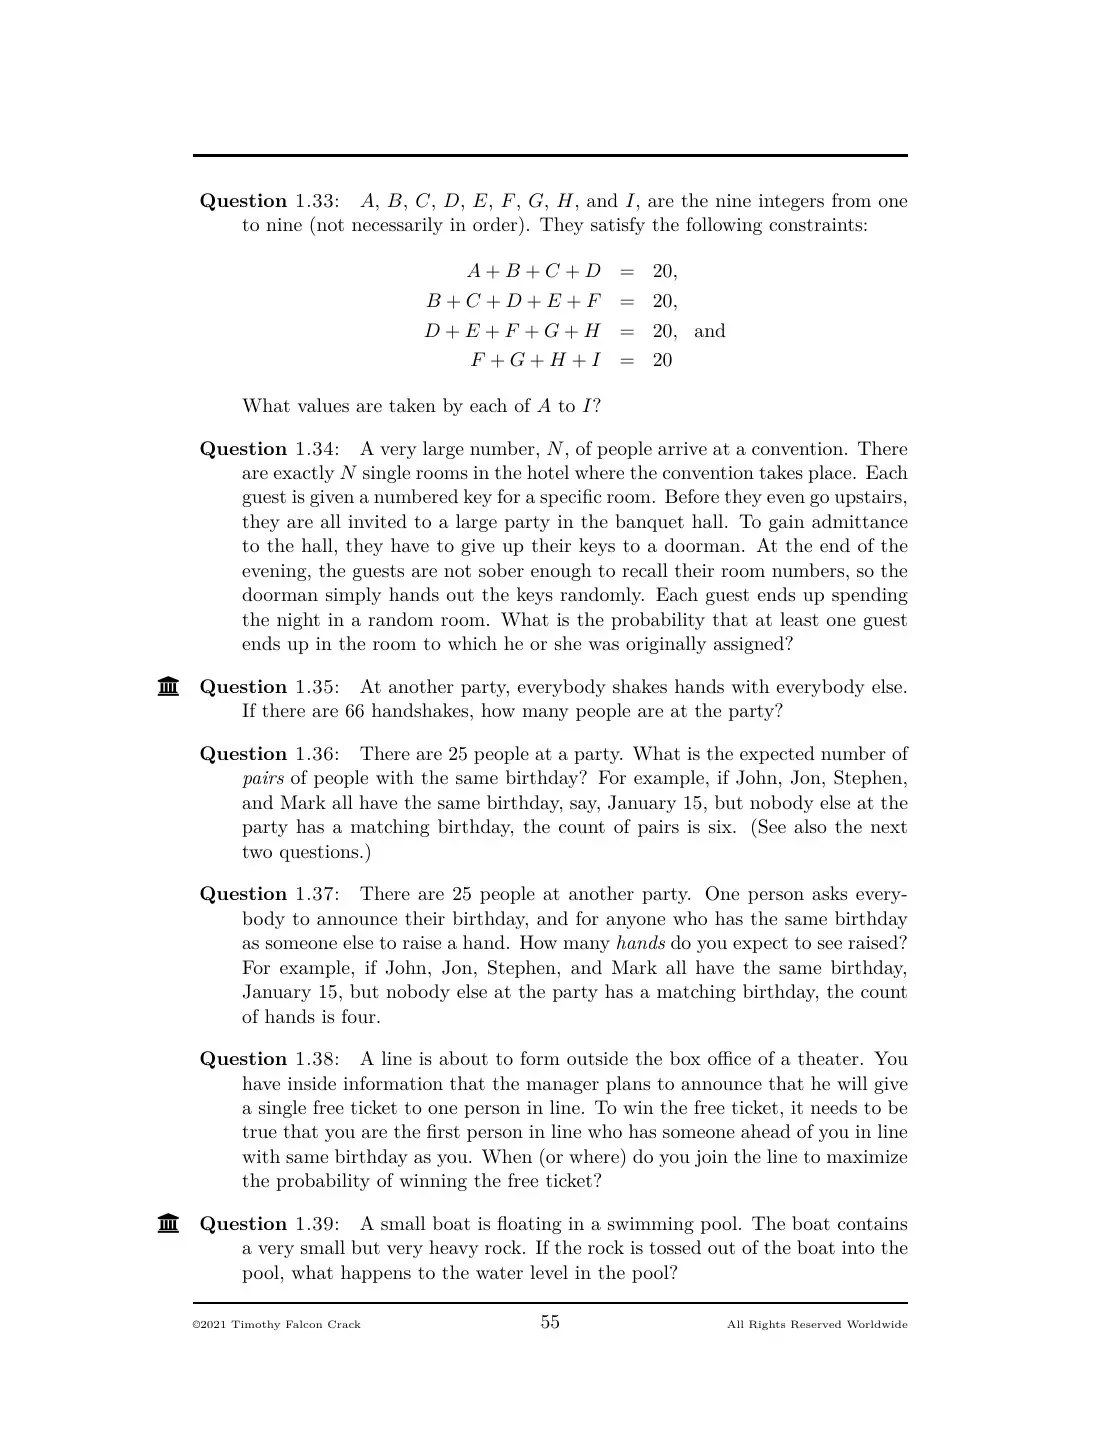 Question 1.33: A, B, C, D, E, F, G, H, and I, are the nine integers from one
to nine (not necessarily in order). They satisfy the following constraints:
A + B + C + D = 20,
B + C + D + E + F = 20,
D + E + F + G + H = 20, and
F + G + H + I = 20
What values are taken by each of A to I?
Question 1.34: A very large number, N, of people arrive at a convention. There
are exactly N single rooms in the hotel where the convention takes place. Each
guest is given a numbered key for a specific room. Before they even go upstairs,
they are all invited to a large party in the banquet hall. To gain admittance
to the hall, they have to give up their keys to a doorman. At the end of the
evening, the guests are not sober enough to recall their room numbers, so the
doorman simply hands out the keys randomly. Each guest ends up spending
the night in a random room. What is the probability that at least one guest
ends up in the room to which he or she was originally assigned?
Question 1.35: At another party, everybody shakes hands with everybody else.
If there are 66 handshakes, how many people are at the party?
Question 1.36: There are 25 people at a party. What is the expected number of
pairs of people with the same birthday? For example, if John, Jon, Stephen,
and Mark all have the same birthday, say, January 15, but nobody else at the
party has a matching birthday, the count of pairs is six. (See also the next
two questions.)
Question 1.37: There are 25 people at another party. One person asks every-
body to announce their birthday, and for anyone who has the same birthday
as someone else to raise a hand. How many hands do you expect to see raised?
For example, if John, Jon, Stephen, and Mark all have the same birthday,
January 15, but nobody else at the party has a matching birthday, the count
of hands is four.
Question 1.38: A line is about to form outside the box office of a theater. You
have inside information that the manager plans to announce that he will give
a single free ticket to one person in line. To win the free ticket, it needs to be
true that you are the first person in line who has someone ahead of you in line
with same birthday as you. When (or where) do you join the line to maximize
the probability of winning the free ticket?
Question 1.39: A small boat is floating in a swimming pool. The boat contains
a very small but very heavy rock. If the rock is tossed out of the boat into the
pool, what happens to the water level in the pool?
©2021 Timothy Falcon Crack 55 All Rights Reserved Worldwide